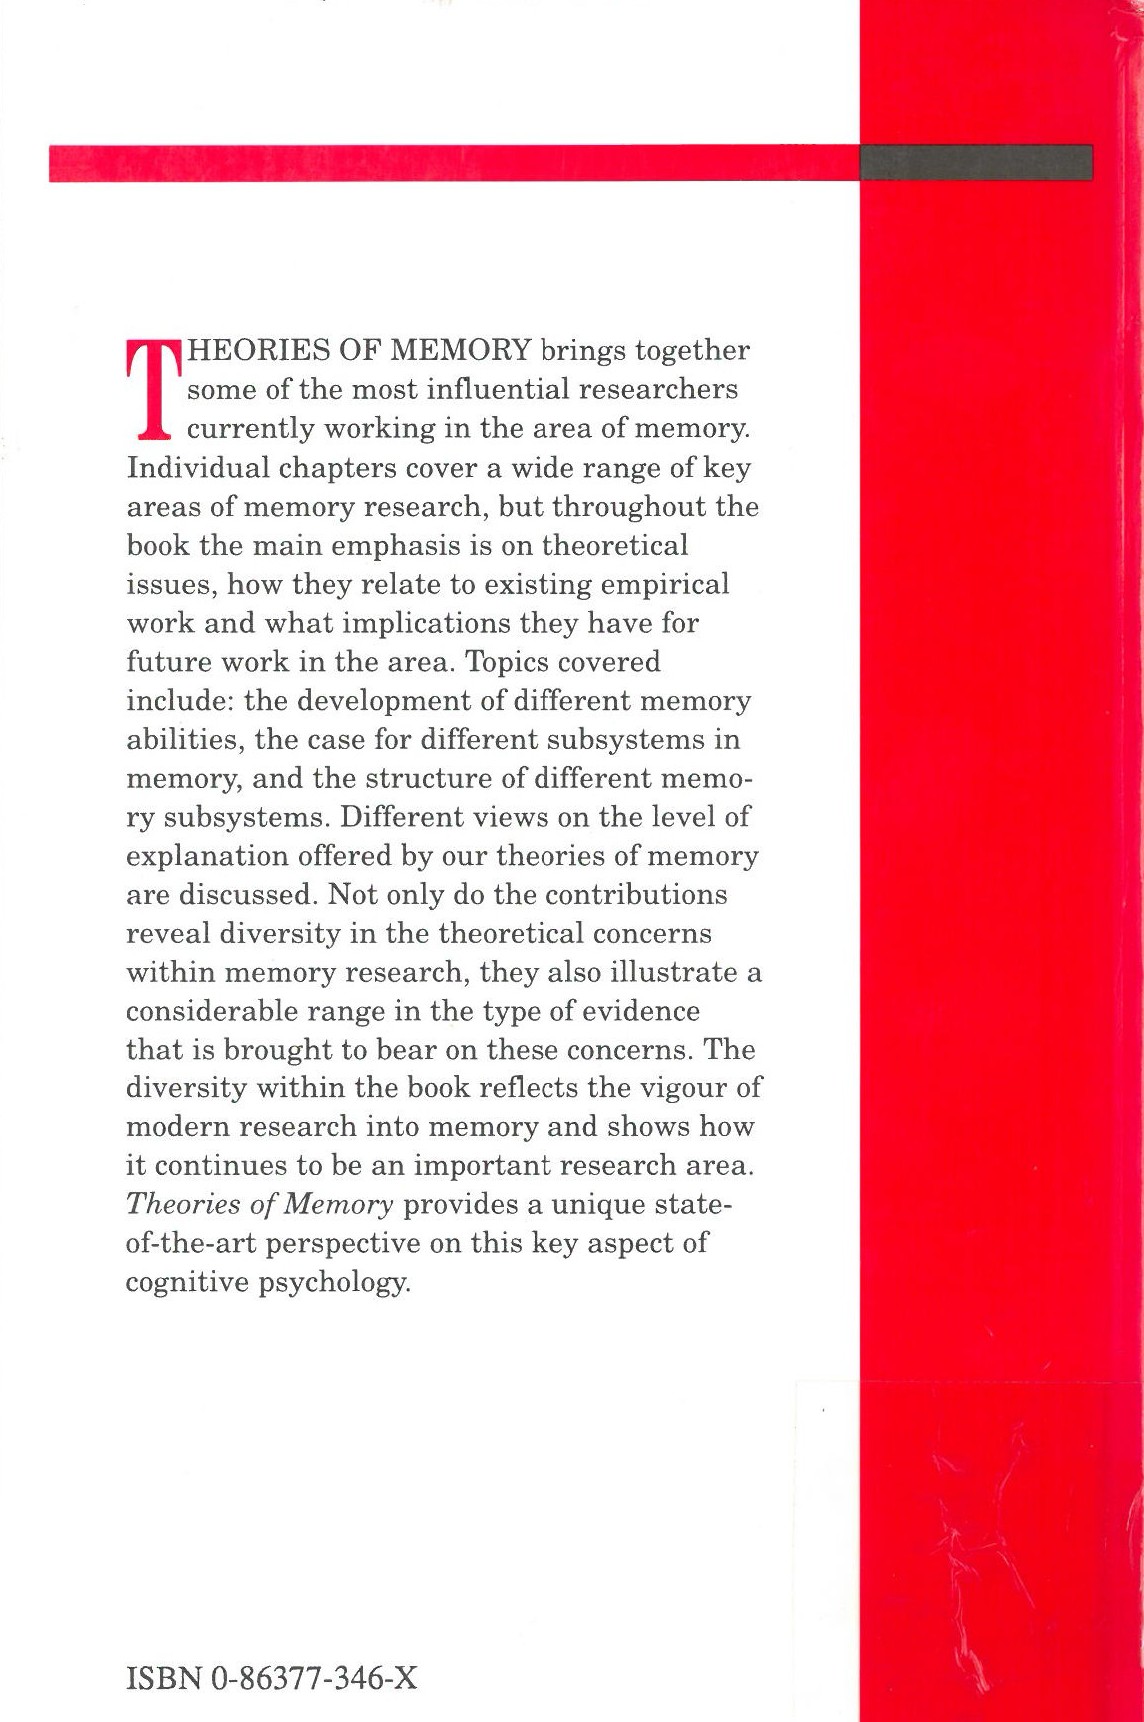 THEORIES OF MEMORY brings together
some of the most influential researchers
currently working in the area of memory.
Individual chapters cover a wide range of key
areas of memory research, but throughout the
book the main emphasis is on theoretical
issues, how they relate to existing empirical
work and what implications they have for
future work in the area. Topics covered
include: the development of different memory
abilities, the case for different subsystems in
memory, and the structure of different memo-
ry subsystems. Different views on the level of
explanation offered by our theories of memory
are discussed. Not only do the contributions
reveal diversity in the theoretical concerns
within memory research, they also illustrate a
considerable range in the type of evidence
that is brought to bear on these concerns. The
diversity within the book reflects the vigour of
modern research into memory and shows how
it continues to be an important research area.
Theories of Memory provides a unique state-
of-the-art perspective on this key aspect of
cognitive psychology.
ISBN 0-86377-346-X